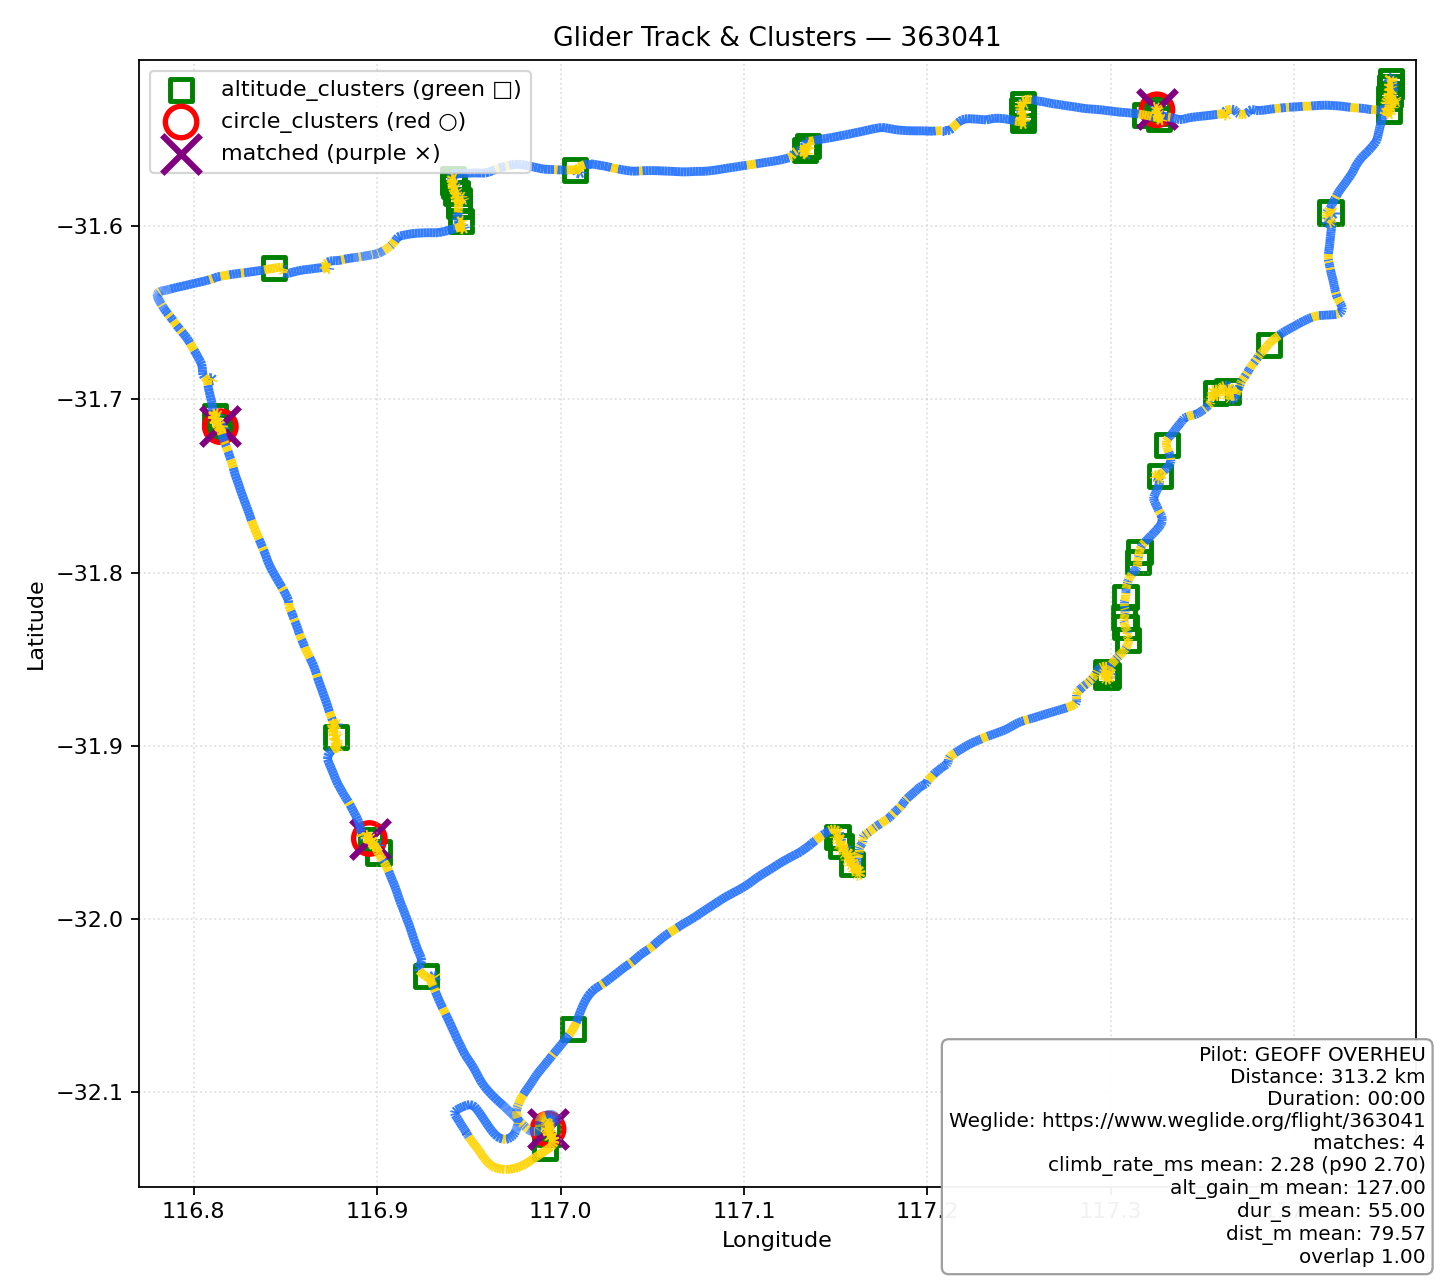 Glider Track & Clusters — 363041
altitude_clusters (green □)
circle_clusters (red ○)
matched (purple ×)
Latitude
−31.6
−31.7
−31.8
−31.9
−32.0
−32.1
116.8
116.9
117.0
117.1
117.2
117.3
Longitude
Pilot: GEOFF OVERHEU
Distance: 313.2 km
Duration: 00:00
Weglide: https://www.weglide.org/flight/363041
matches: 4
climb_rate_ms mean: 2.28 (p90 2.70)
alt_gain_m mean: 127.00
dur_s mean: 55.00
dist_m mean: 79.57
overlap 1.00